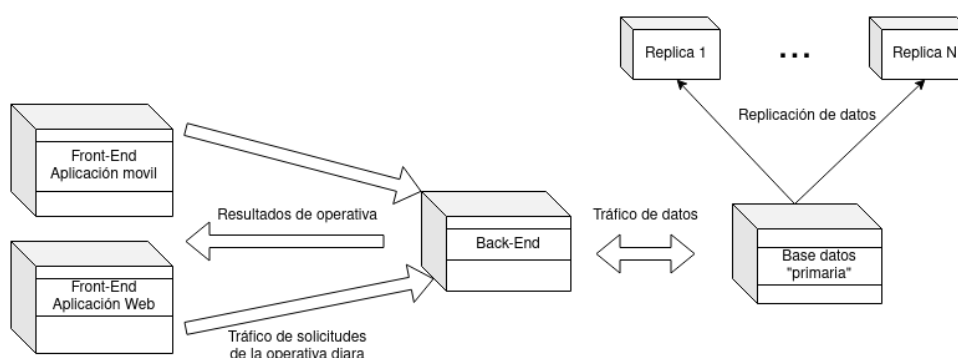 Replica 1
...
Replica N
Replicación de datos
Front-End
Aplicación movil
Resultados de operativa
Back-End
Tráfico de datos
Base datos
"primaria"
Front-End
Aplicación Web
Tráfico de solicitudes
de la operativa diara